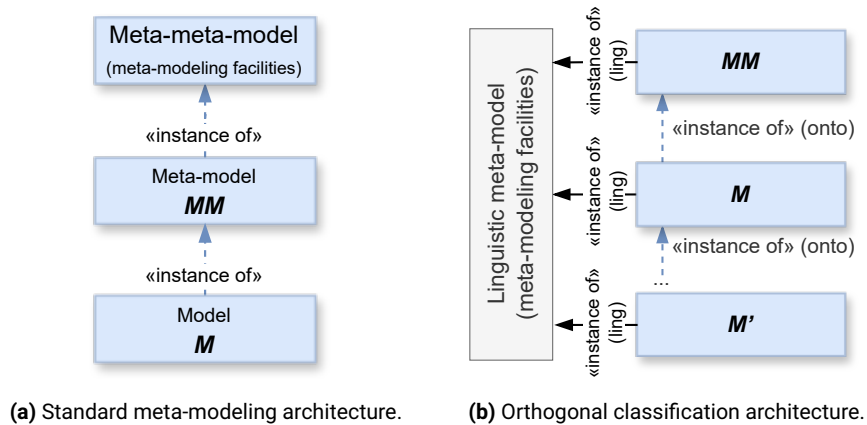 Meta-meta-model
(meta-modeling facilities)
«instance of»
Meta-model
MM
«instance of»
Model
M
(a) Standard meta-modeling architecture.
Linguistic meta-model
(meta-modeling facilities)
«instance of»
(ling)
MM
«instance of» (onto)
«instance of»
(ling)
M
«instance of» (onto)
...
«instance of»
(ling)
M'
(b) Orthogonal classification architecture.